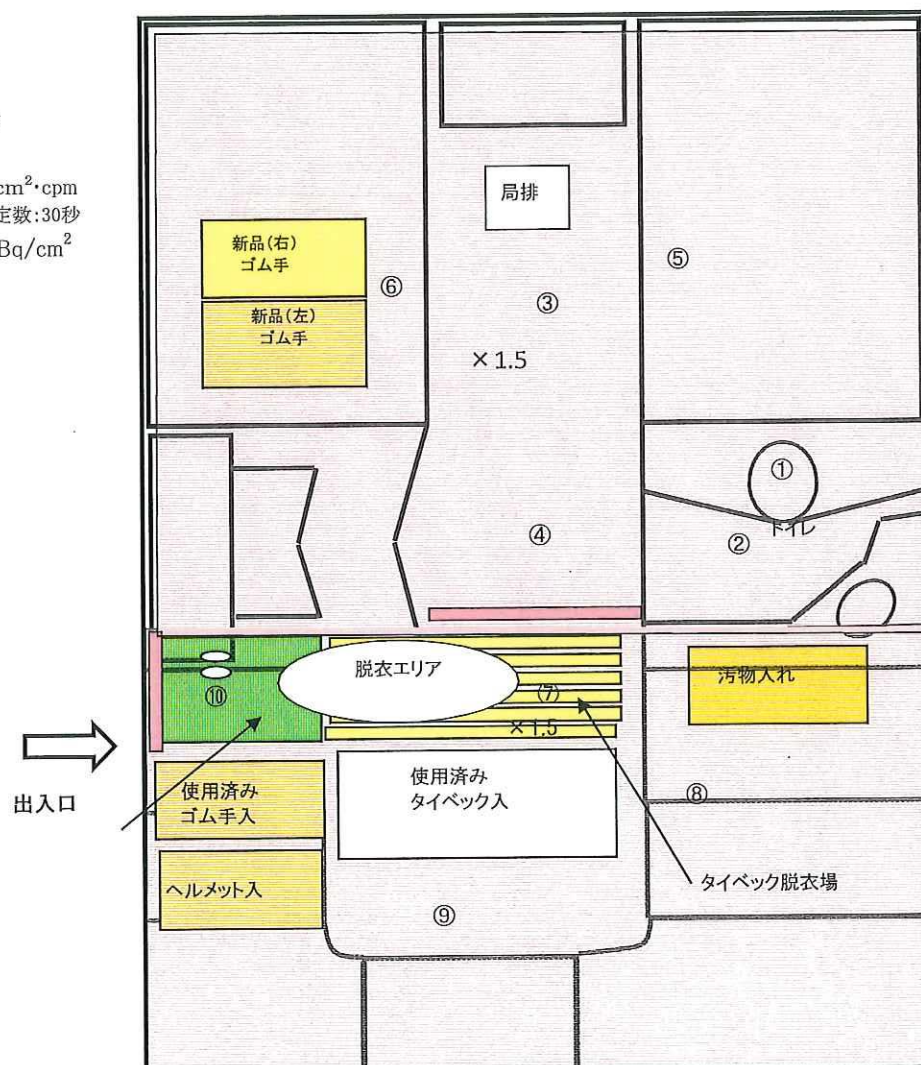 cm²・cpm
定数:30秒
Bq/cm²
局排
新品(右)
ゴム手
新品(左)
ゴム手
⑥
⑤
③
×1.5
①
トイレ
②
④
脱衣エリア
⑦
×1.5
⑩
汚物入れ
出入口
使用済み
ゴム手入
使用済み
タイベック入
⑧
ヘルメット入
タイベック脱衣場
⑨